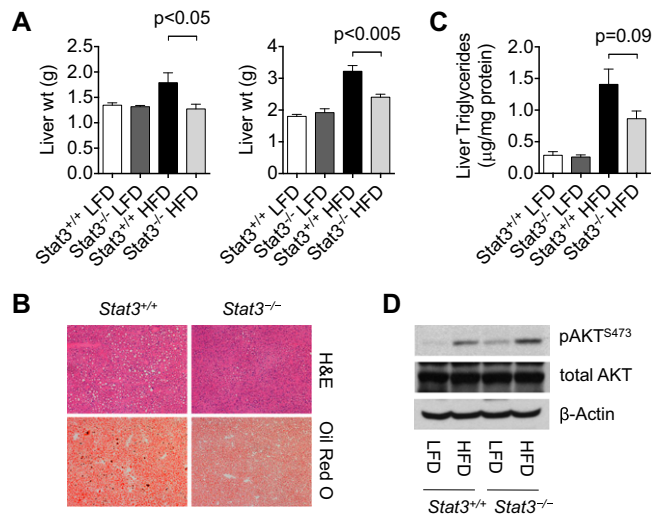 A
p<0.05
Liver wt (g)
2.5
2.0
1.5
1.0
0.5
0.0
Stat3+/+ LFD
Stat3-/- LFD
Stat3+/+ HFD
Stat3-/- HFD
p<0.005
Liver wt (g)
5
4
3
2
1
0
Stat3+/+ LFD
Stat3-/- LFD
Stat3+/+ HFD
Stat3-/- HFD
C
p=0.09
Liver Triglycerides
(μg/mg protein)
2.0
1.5
1.0
0.5
0.0
Stat3+/+ LFD
Stat3-/- LFD
Stat3+/+ HFD
Stat3-/- HFD
B
Stat3+/+ Stat3−/−
H&E
Oil Red O
D
pAKTS473
total AKT
β-Actin
LFD HFD LFD HFD
Stat3+/+ Stat3−/−